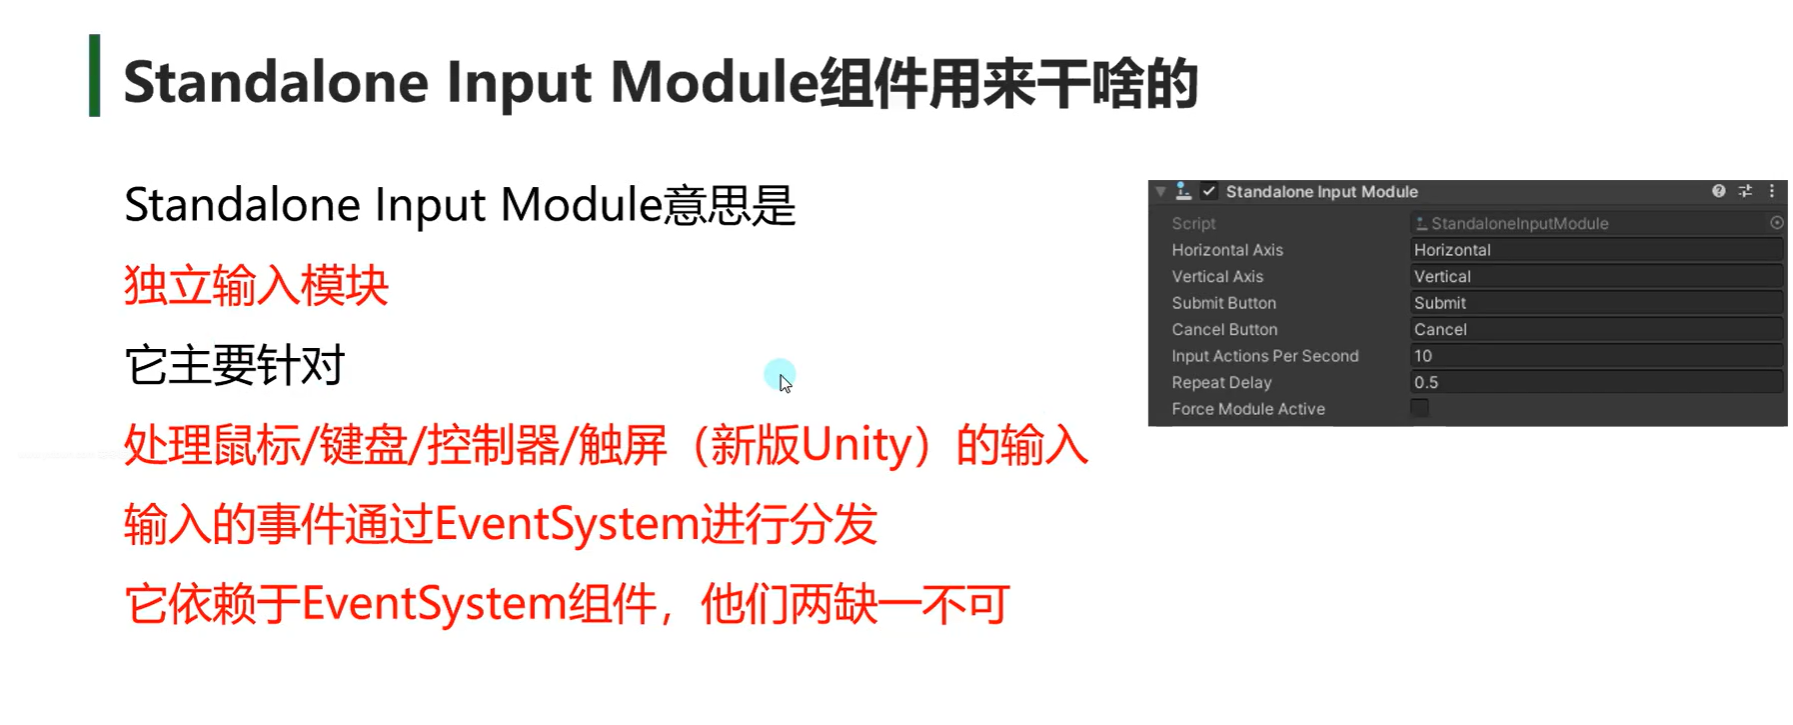 Standalone Input Module组件用来干啥的
Standalone Input Module意思是
独立输入模块
它主要针对
处理鼠标/键盘/控制器/触屏（新版Unity）的输入
输入的事件通过EventSystem进行分发
它依赖于EventSystem组件，他们两缺一不可
Standalone Input Module
Script StandaloneInputModule
Horizontal Axis Horizontal
Vertical Axis Vertical
Submit Button Submit
Cancel Button Cancel
Input Actions Per Second 10
Repeat Delay 0.5
Force Module Active